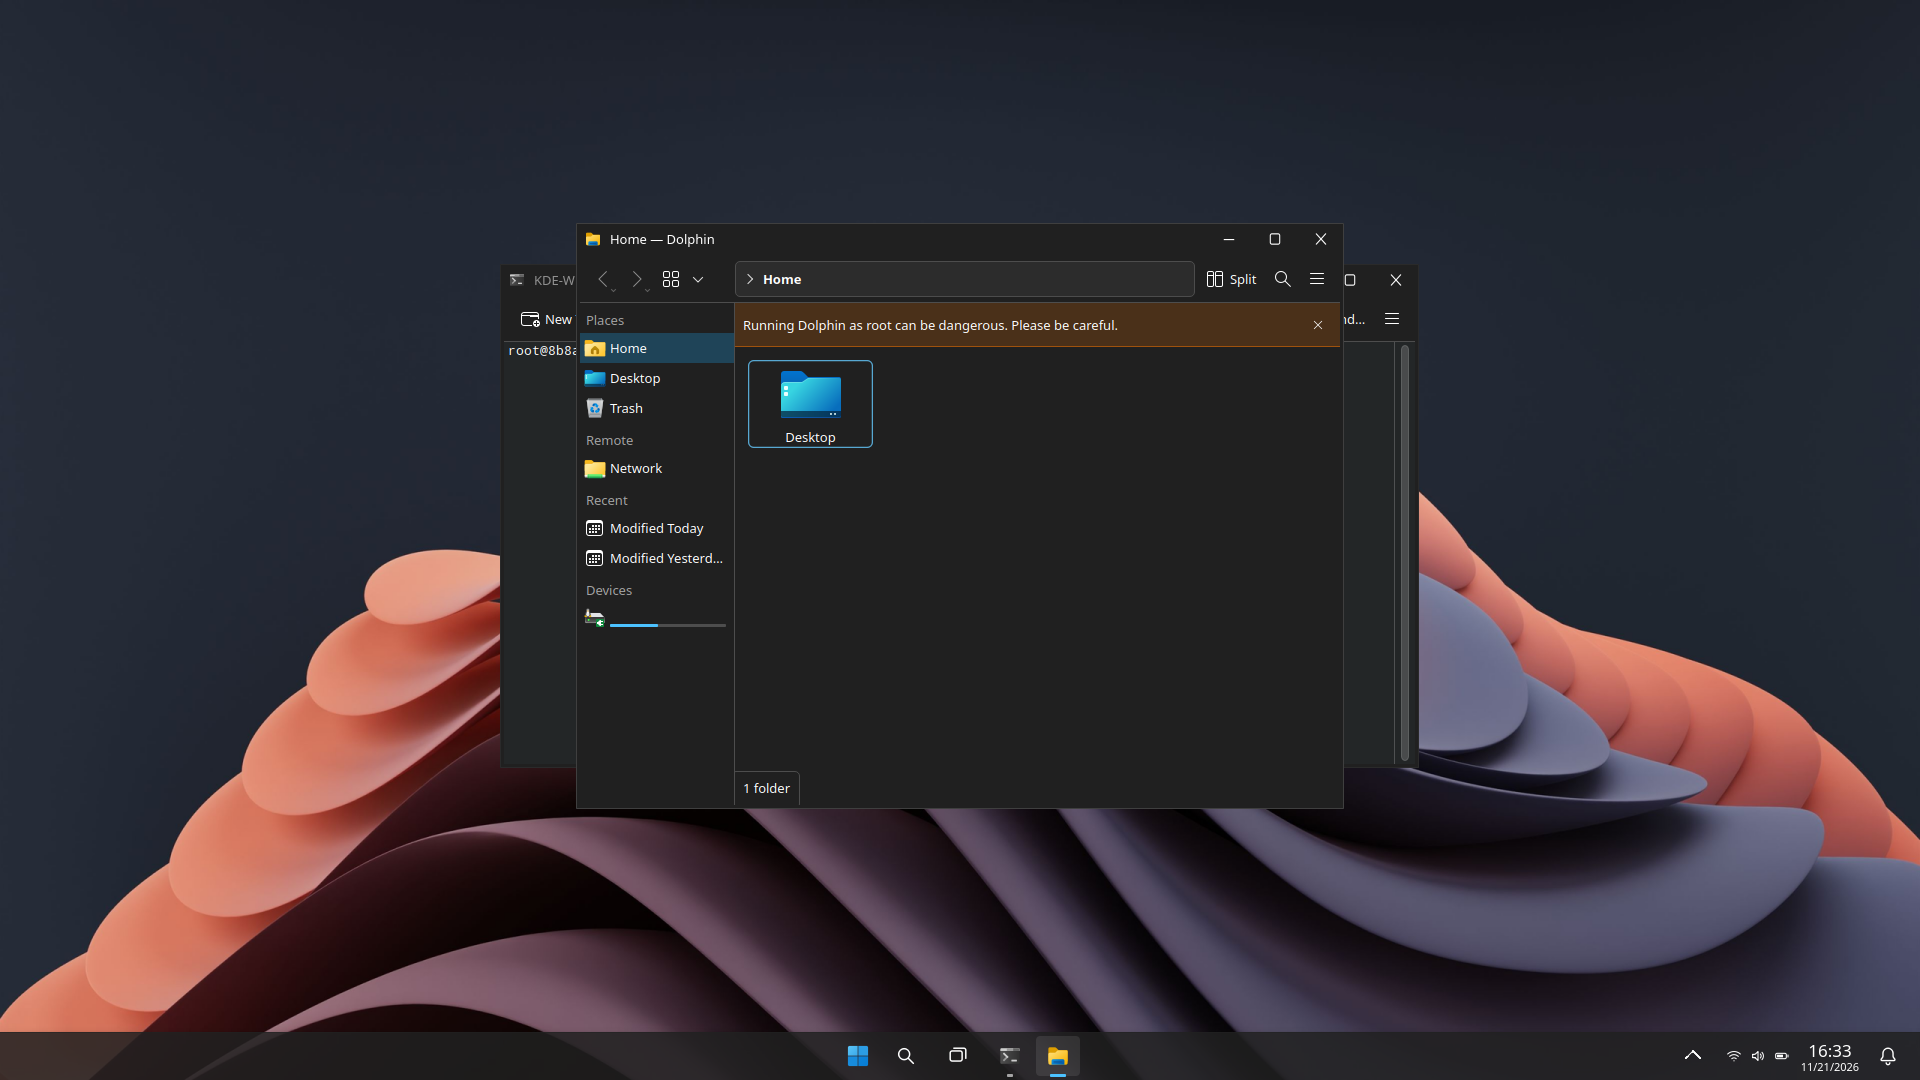 Home — Dolphin
Home
Split
KDE-W
New
nd...
root@8b8a
Places
Home
Desktop
Trash
Remote
Network
Recent
Modified Today
Modified Yesterd...
Devices
Running Dolphin as root can be dangerous. Please be careful.
Desktop
1 folder
16:33
11/21/2026